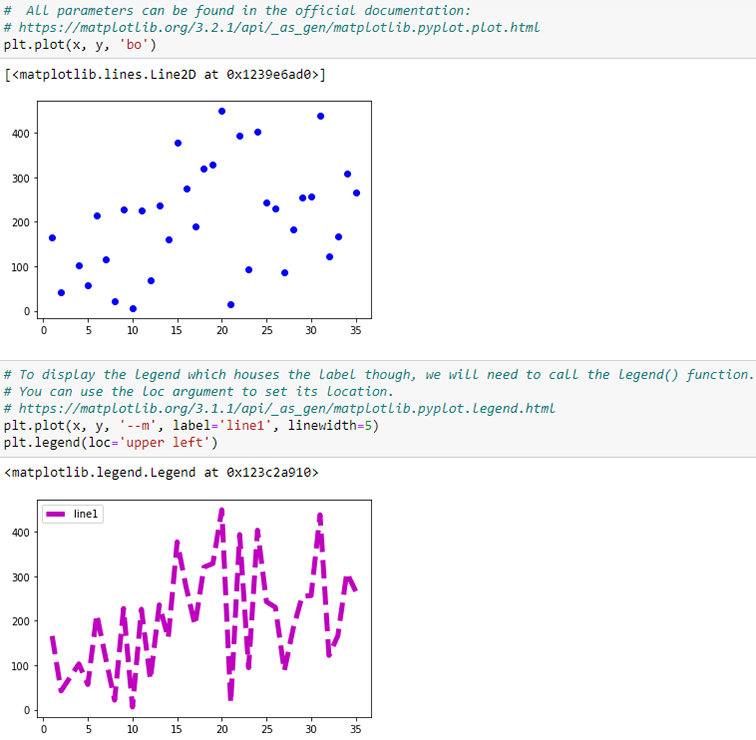 # All parameters can be found in the official documentation:
# https://matplotlib.org/3.2.1/api/_as_gen/matplotlib.pyplot.plot.html
plt.plot(x, y, 'bo')
[<matplotlib.lines.Line2D at 0x1239e6ad0>]
400
300
200
100
0
0 5 10 15 20 25 30 35
# To display the Legend which houses the Label though, we will need to call the Legend() function.
# You can use the loc argument to set its location.
# https://matplotlib.org/3.1.1/api/_as_gen/matplotlib.pyplot.legend.html
plt.plot(x, y, '--m', label='line1', linewidth=5)
plt.legend(loc='upper left')
<matplotlib.legend.Legend at 0x123c2a910>
line1
400
300
200
100
0
0 5 10 15 20 25 30 35